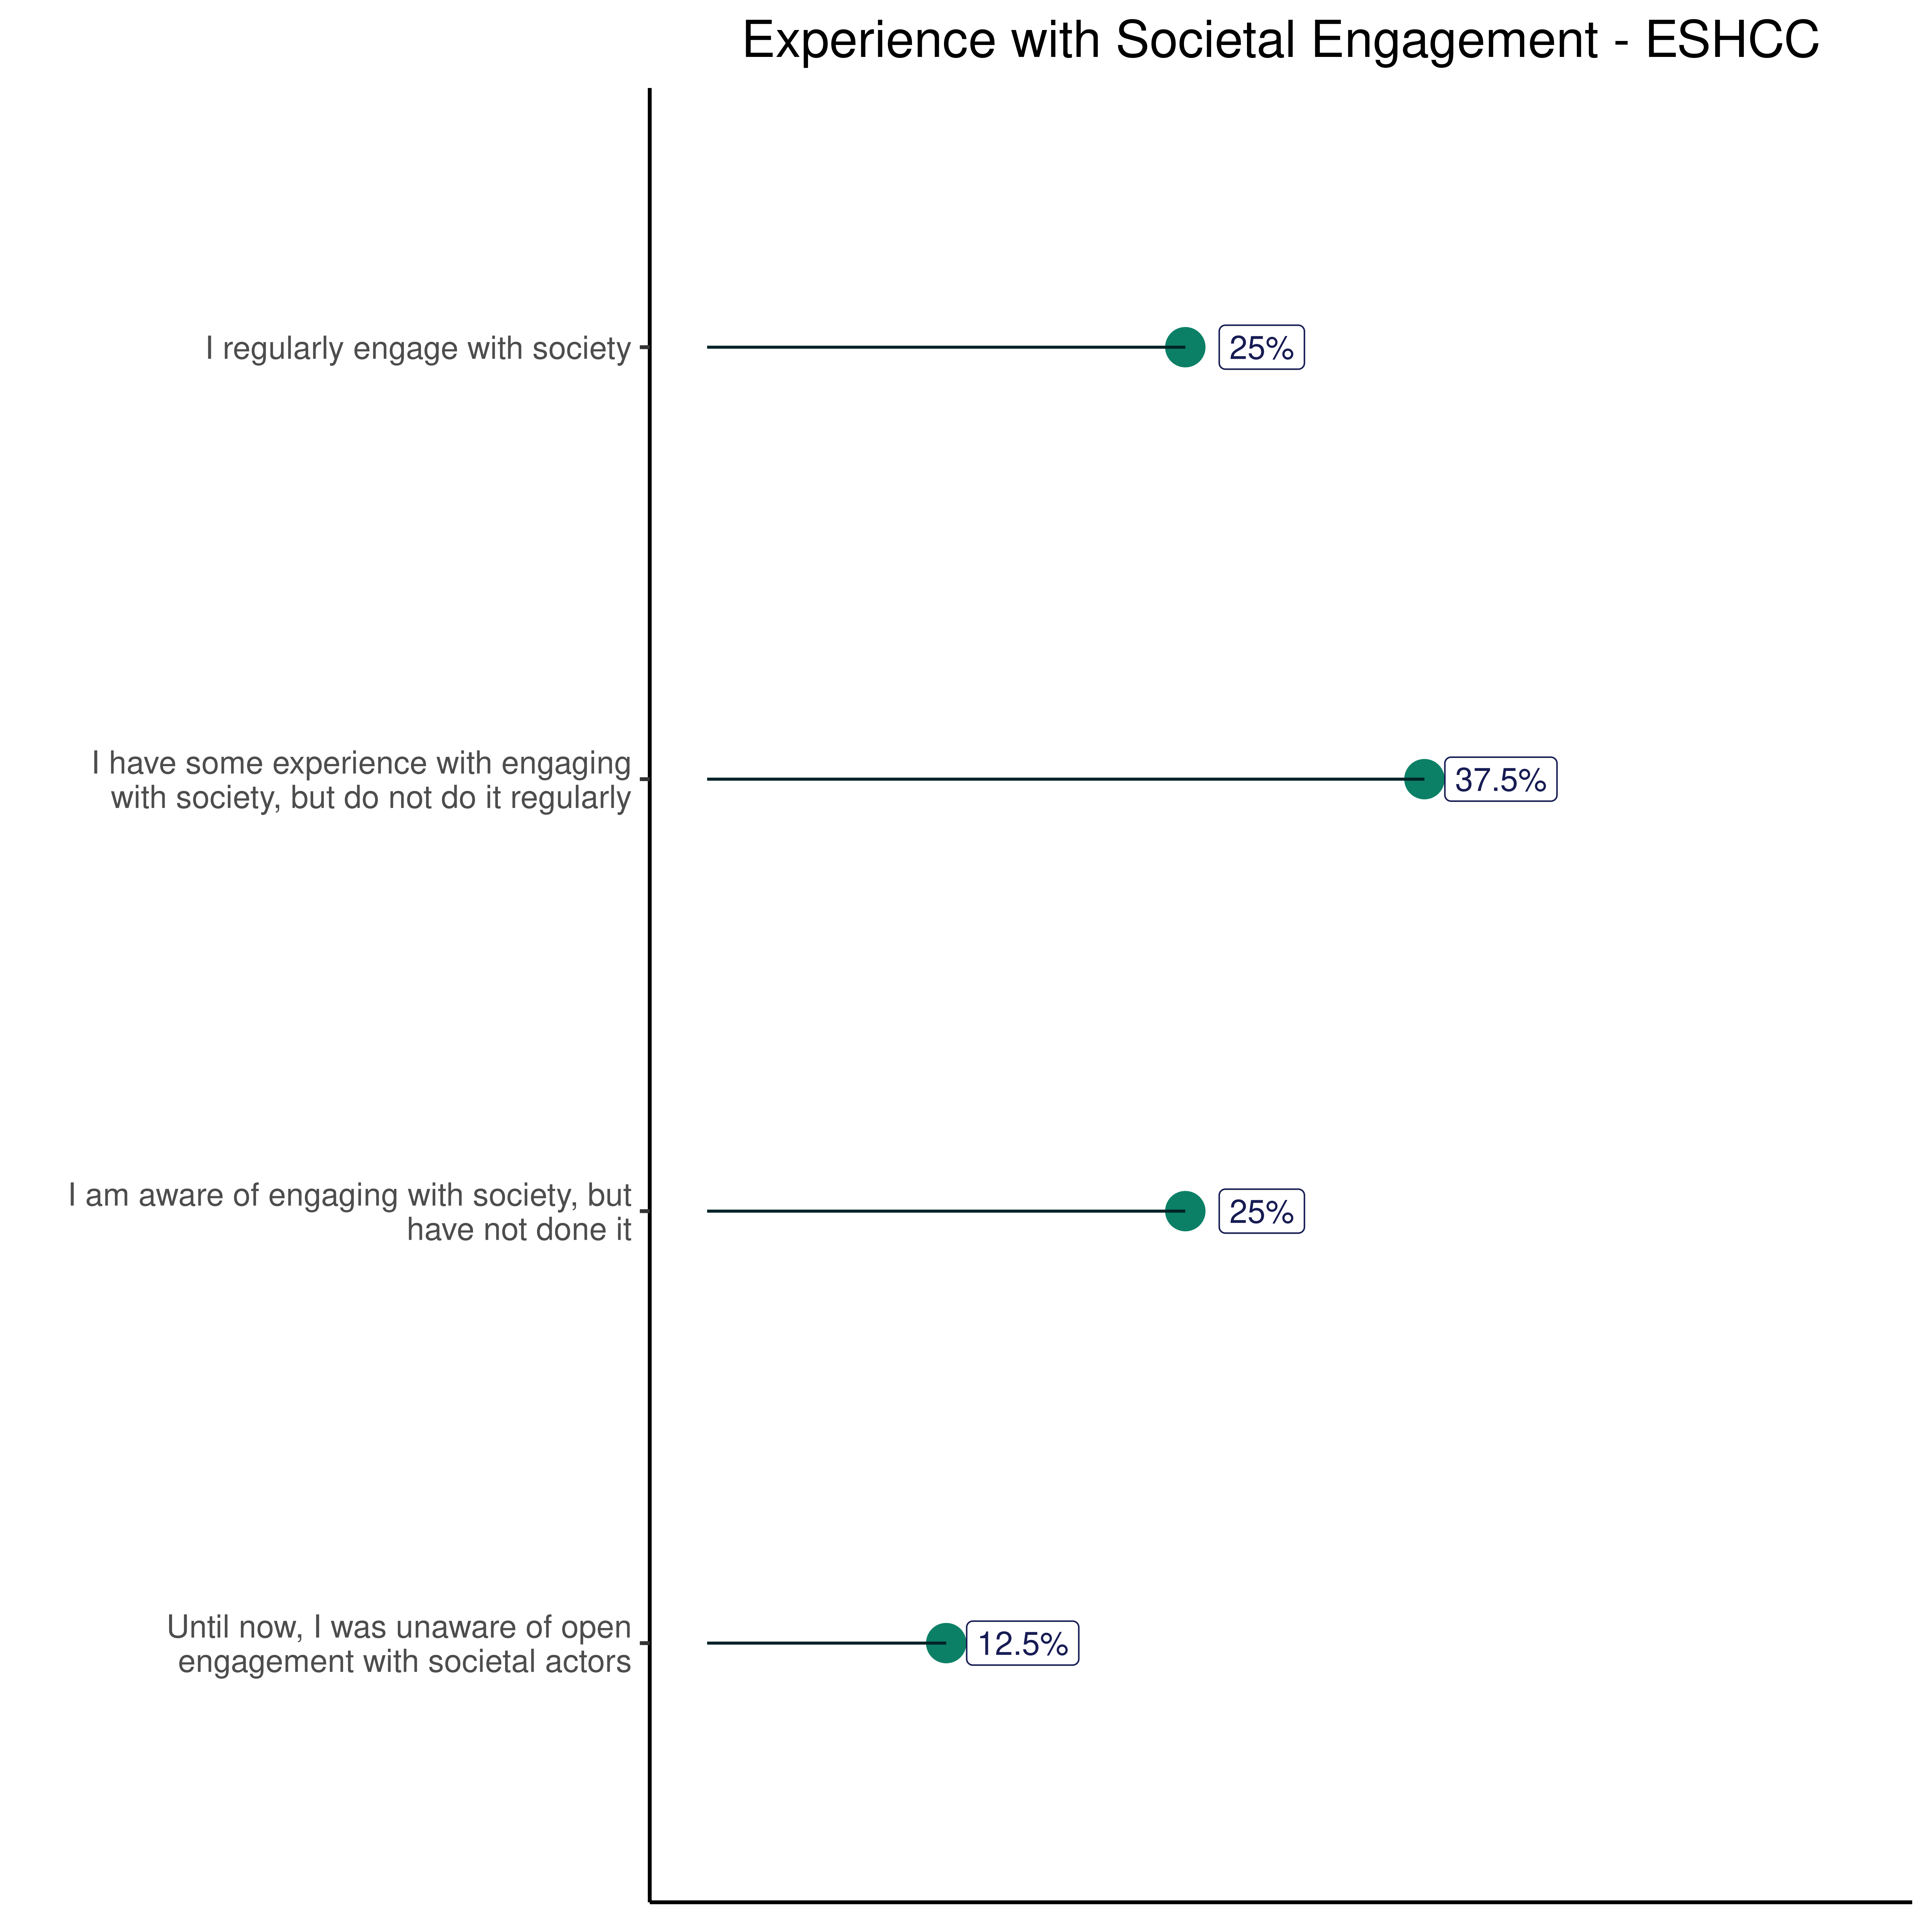 Experience with Societal Engagement - ESHCC
I regularly engage with society
25%
I have some experience with engaging
with society, but do not do it regularly
37.5%
I am aware of engaging with society, but
have not done it
25%
Until now, I was unaware of open
engagement with societal actors
12.5%